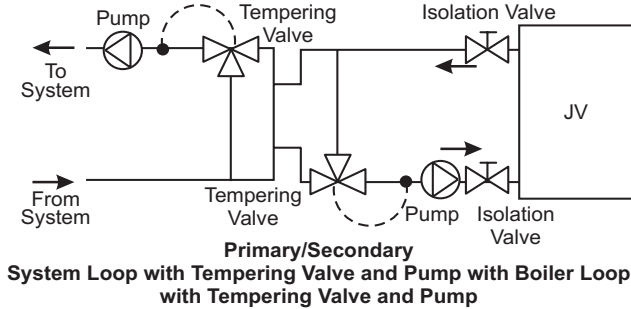 Pump
Tempering
Valve
Isolation Valve
To
System
JV
From
System
Tempering
Valve
Pump
Isolation
Valve
Primary/Secondary
System Loop with Tempering Valve and Pump with Boiler Loop
with Tempering Valve and Pump